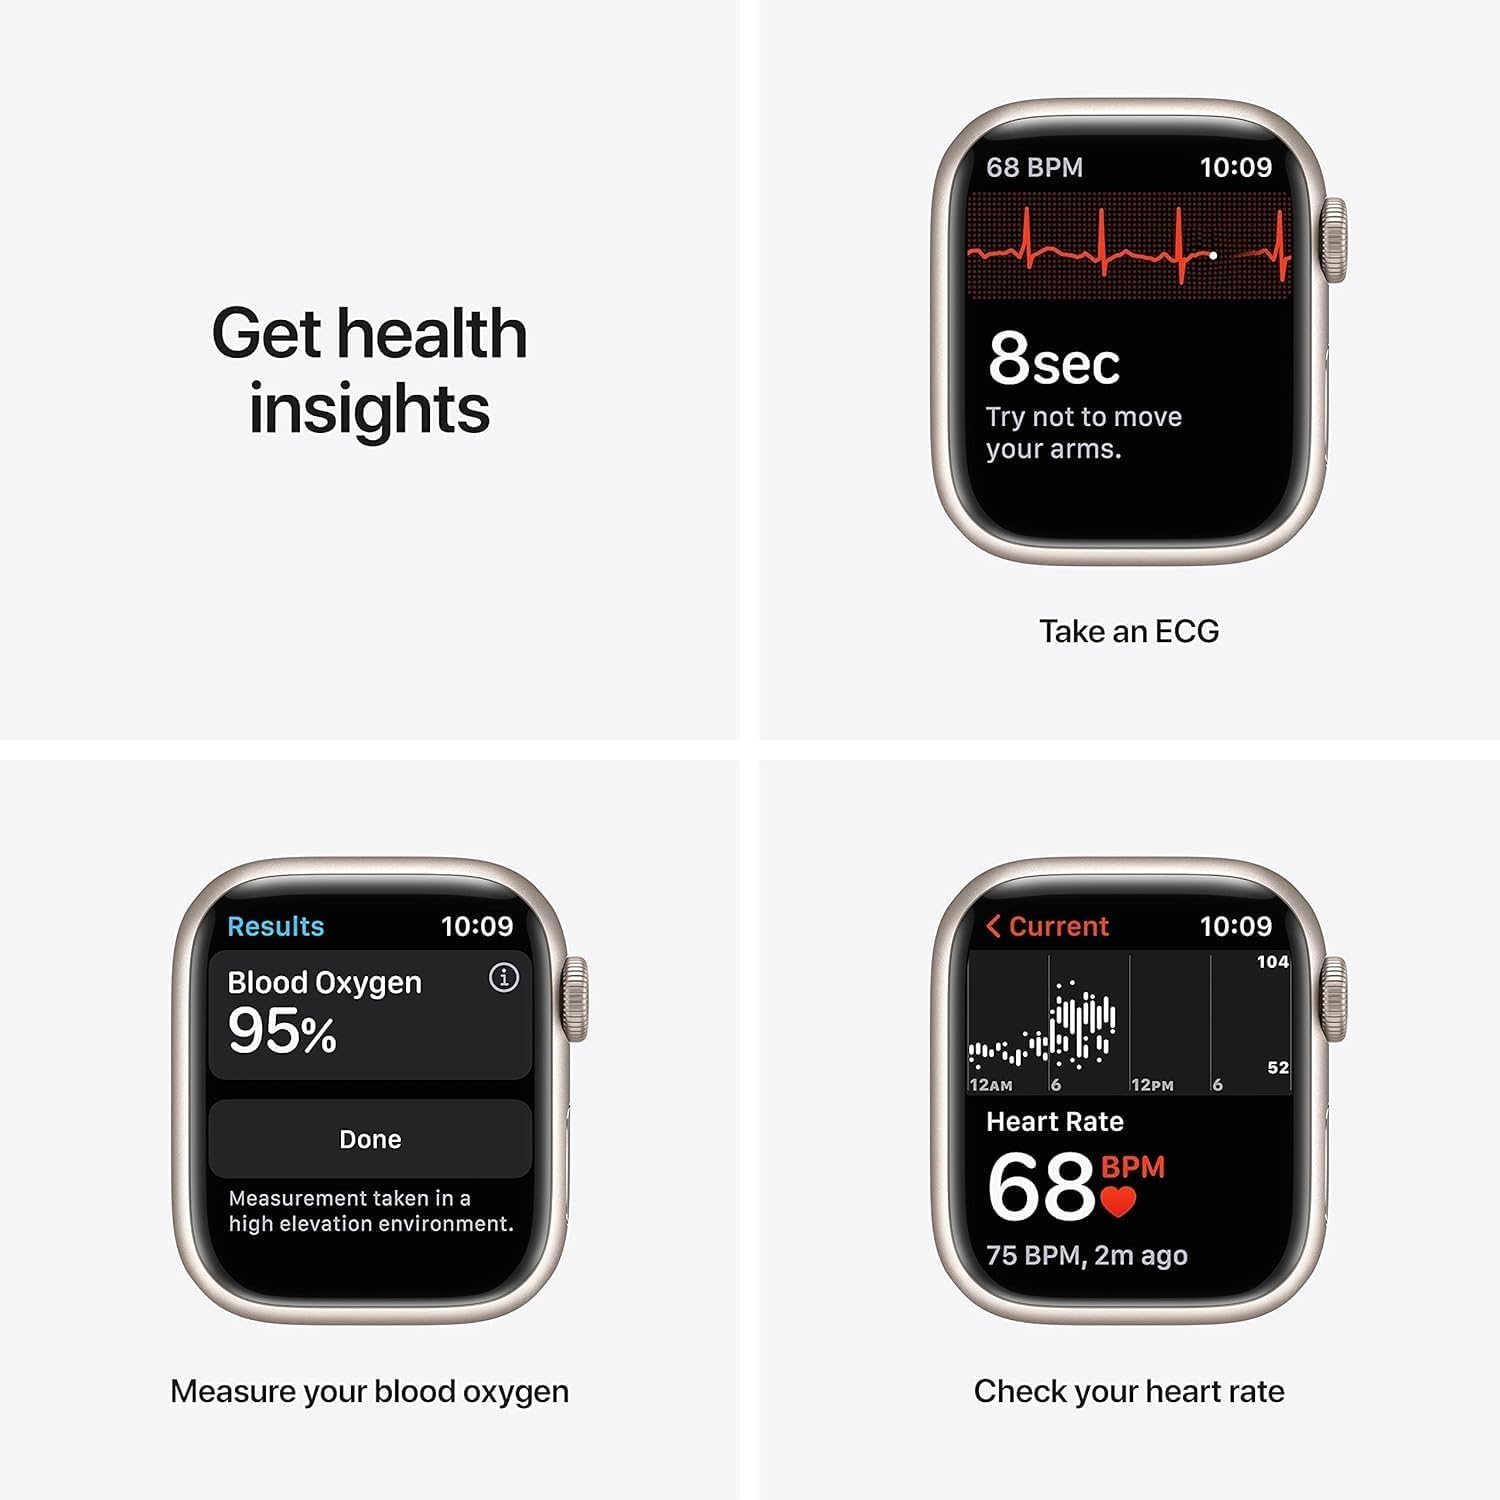 Get health
insights
68 BPM 10:09
8sec
Try not to move
your arms.
Take an ECG
Results 10:09
Blood Oxygen
95%
Done
Measurement taken in a
high elevation environment.
Measure your blood oxygen
Current 10:09
104
52
12AM 6 12PM 6
Heart Rate
68 BPM
75 BPM, 2m ago
Check your heart rate